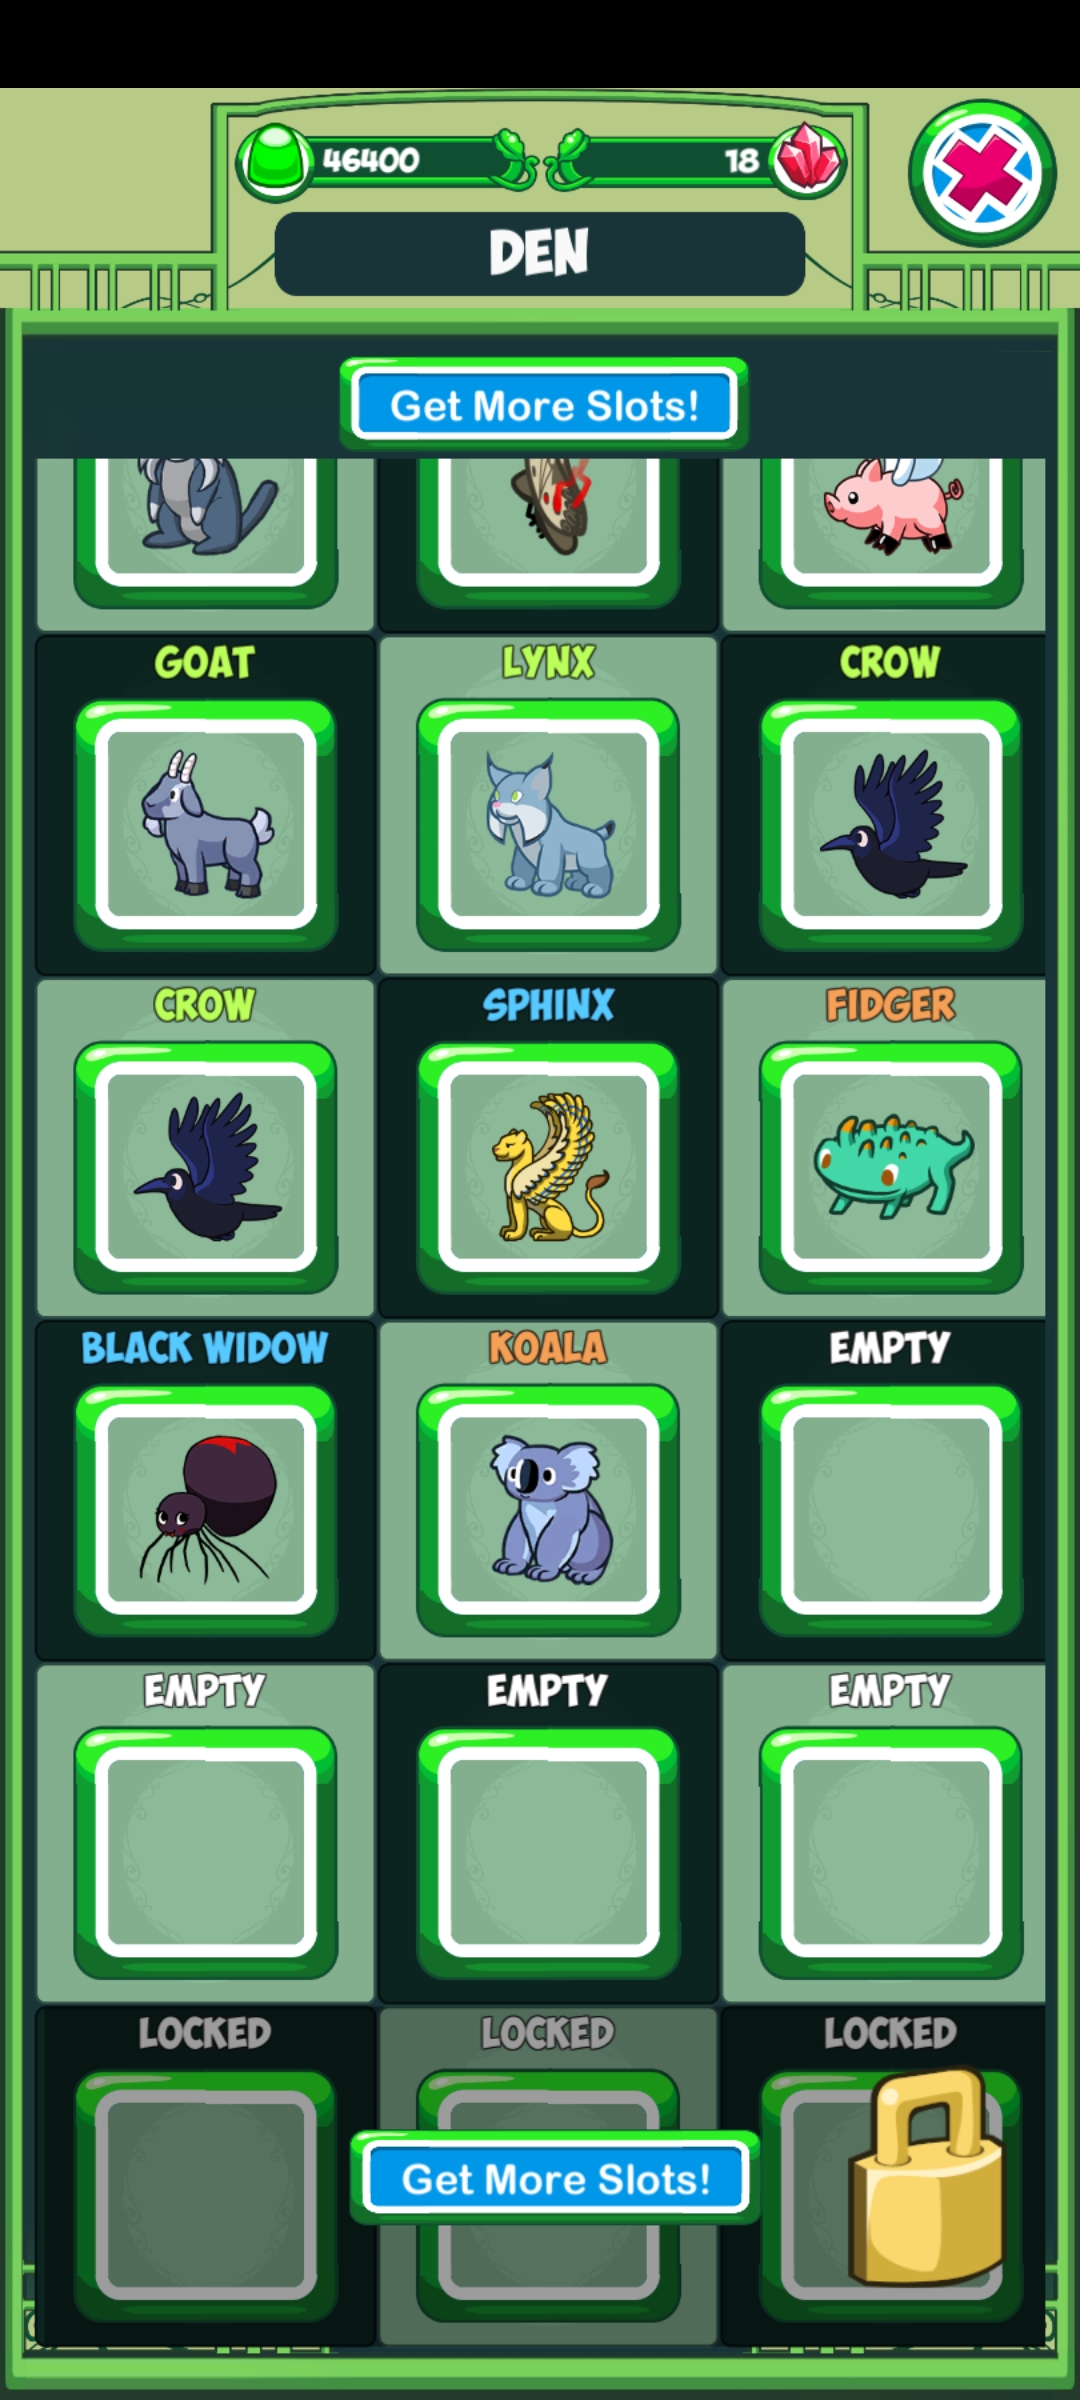 46400
18
DEN
Get More Slots!
GOAT
LYNX
CROW
CROW
SPHINX
FIDGER
BLACK WIDOW
KOALA
EMPTY
EMPTY
EMPTY
EMPTY
LOCKED
LOCKED
LOCKED
Get More Slots!